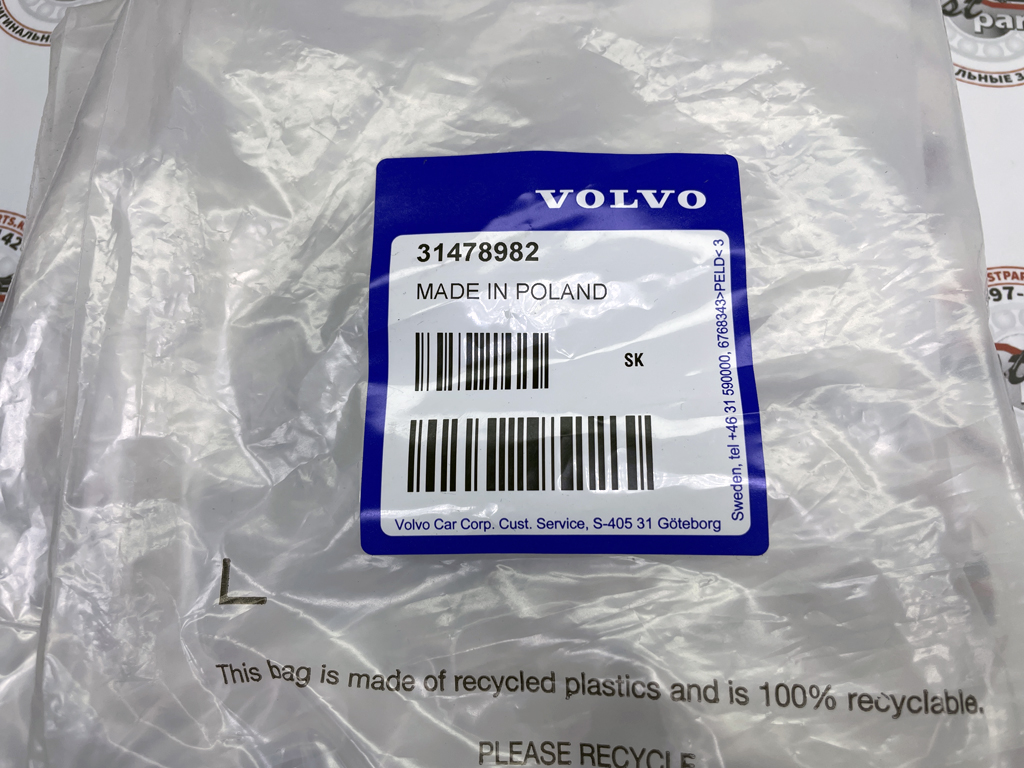 VOLVO
31478982
MADE IN POLAND
SK
Volvo Car Corp. Cust. Service, S-405 31 Göteborg
Sweden, tel +46 31 590000, 6768343>PELD< 3
L
This bag is made of recycled plastics and is 100% recyclable.
PLEASE RECYCLE